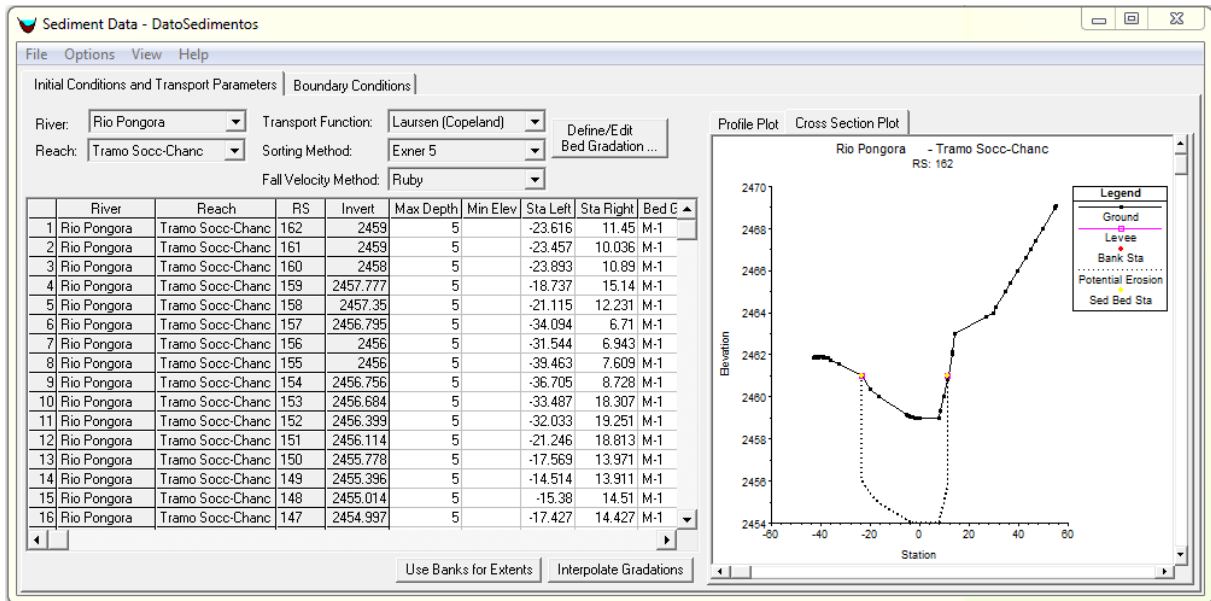 Sediment Data - DatoSedimentos
File Options View Help
Initial Conditions and Transport Parameters Boundary Conditions
River: Rio Pongora Transport Function: Laursen (Copeland) Define/Edit Bed Gradation ...
Reach: Tramo Socc-Chanc Sorting Method: Exner 5
Fall Velocity Method: Ruby
River Reach RS Invert Max Depth Min Elev Sta Left Sta Right Bed G
1 Rio Pongora Tramo Socc-Chanc 162 2459 5 -23.616 11.45 M-1
2 Rio Pongora Tramo Socc-Chanc 161 2459 5 -23.457 10.036 M-1
3 Rio Pongora Tramo Socc-Chanc 160 2458 5 -23.893 10.89 M-1
4 Rio Pongora Tramo Socc-Chanc 159 2457.777 5 -18.737 15.14 M-1
5 Rio Pongora Tramo Socc-Chanc 158 2457.35 5 -21.115 12.231 M-1
6 Rio Pongora Tramo Socc-Chanc 157 2456.795 5 -34.094 6.71 M-1
7 Rio Pongora Tramo Socc-Chanc 156 2456 5 -31.544 6.943 M-1
8 Rio Pongora Tramo Socc-Chanc 155 2456 5 -39.463 7.609 M-1
9 Rio Pongora Tramo Socc-Chanc 154 2456.756 5 -36.705 8.728 M-1
10 Rio Pongora Tramo Socc-Chanc 153 2456.684 5 -33.487 18.307 M-1
11 Rio Pongora Tramo Socc-Chanc 152 2456.399 5 -32.033 19.251 M-1
12 Rio Pongora Tramo Socc-Chanc 151 2456.114 5 -21.246 18.813 M-1
13 Rio Pongora Tramo Socc-Chanc 150 2455.778 5 -17.569 13.971 M-1
14 Rio Pongora Tramo Socc-Chanc 149 2455.396 5 -14.514 13.911 M-1
15 Rio Pongora Tramo Socc-Chanc 148 2455.014 5 -15.38 14.51 M-1
16 Rio Pongora Tramo Socc-Chanc 147 2454.997 5 -17.427 14.427 M-1
Use Banks for Extents Interpolate Gradations
Profile Plot Cross Section Plot
Rio Pongora - Tramo Socc-Chanc
RS: 162
Elevation
2470
2468
2466
2464
2462
2460
2458
2456
2454
-60 -40 -20 0 20 40 60
Station
Legend
Ground
Levee
Bank Sta
Potential Erosion
Sed Bed Sta